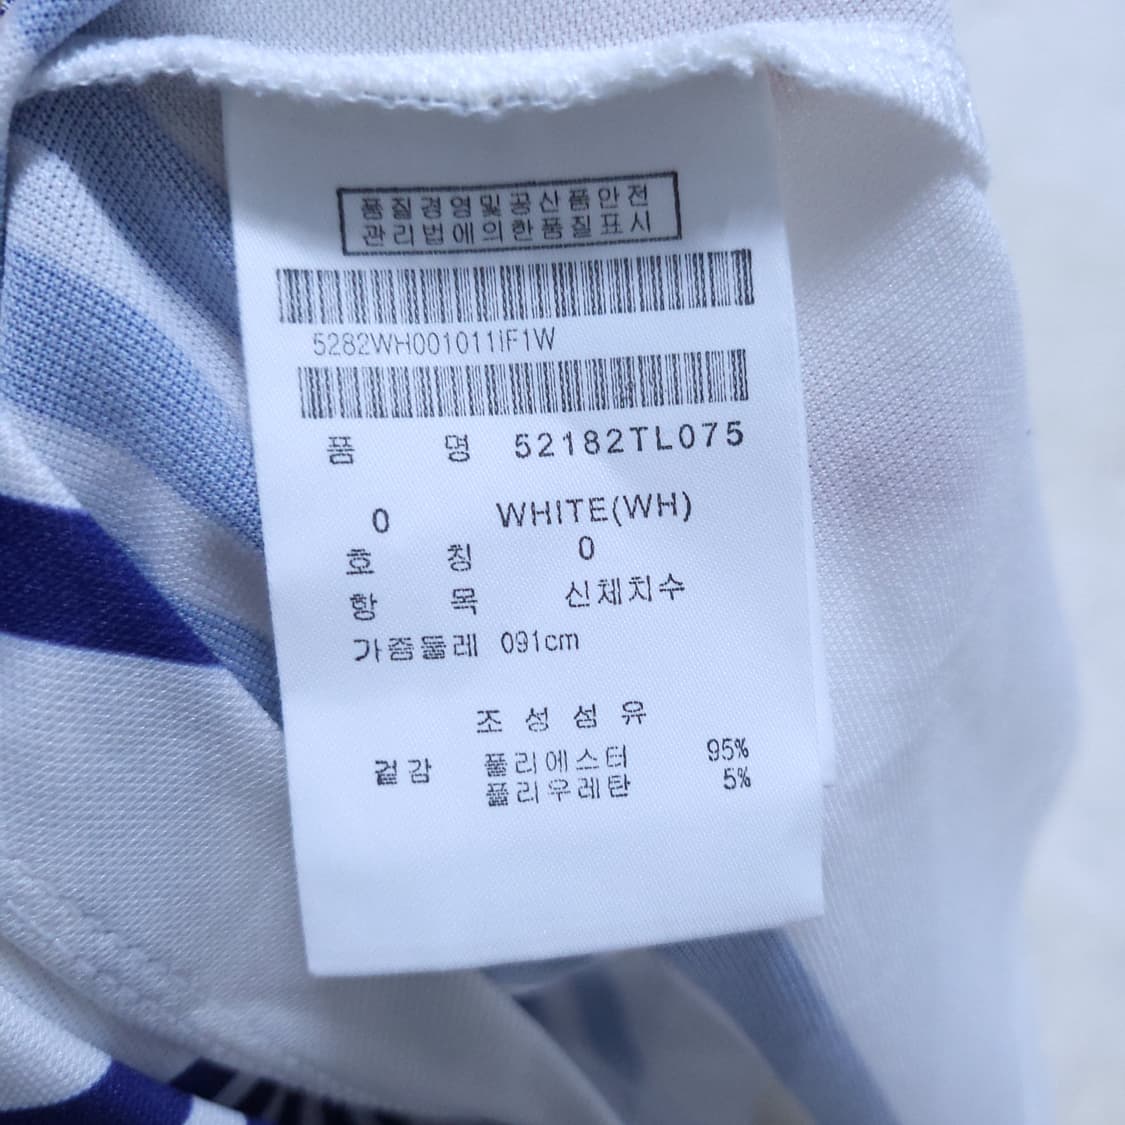 품질경영및공산품안전
관리법에의한품질표시
5282WH001011IF1W
품 명 52182TL075
0 WHITE(WH)
호 칭 0
항 목 신체치수
가슴둘레 091cm
조성섬유
겉감 폴리에스터 95%
폴리우레탄 5%